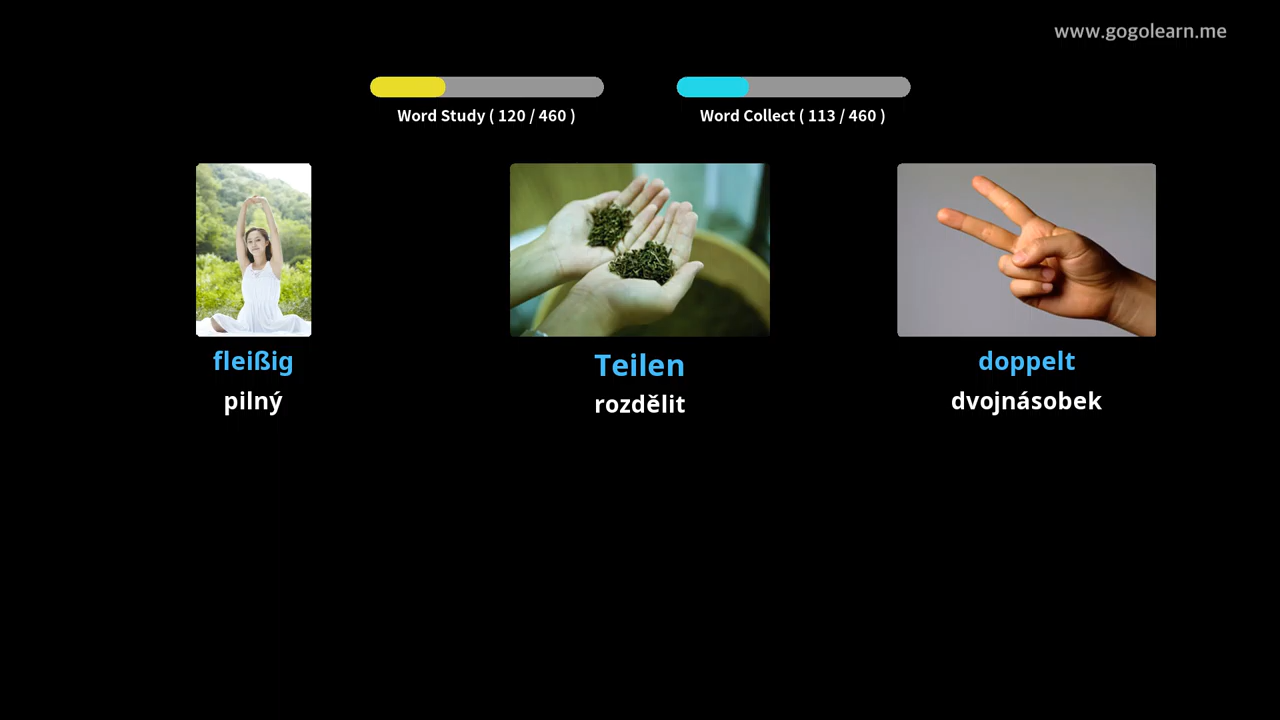 www.gogolearn.me
Word Study ( 120 / 460 )
Word Collect ( 113 / 460 )
fleißig
Teilen
doppelt
pilný
rozdělit
dvojnásobek